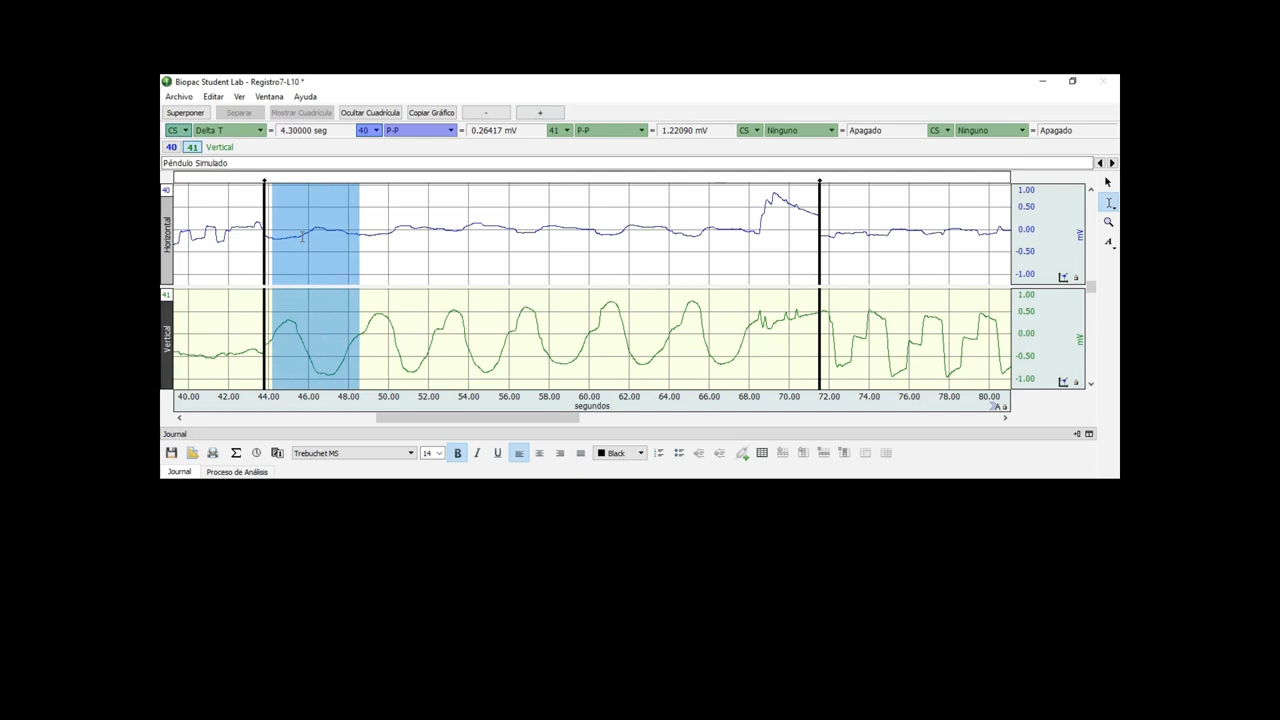 Biopac Student Lab - Registro7-L10 *
Archivo Editar Ver Ventana Ayuda
Superponer Separar Mostrar Cuadrícula Ocultar Cuadrícula Copiar Gráfico - +
CS Delta T = 4.30000 seg 40 P-P = 0.26417 mV 41 P-P = 1.22090 mV CS Ninguno = Apagado CS Ninguno = Apagado
40 41 Vertical
Péndulo Simulado
40
Horizontal
1.00
0.50
0.00
-0.50
-1.00
mV
41
Vertical
1.00
0.50
0.00
-0.50
-1.00
mV
40.00 42.00 44.00 46.00 48.00 50.00 52.00 54.00 56.00 58.00 60.00 62.00 64.00 66.00 68.00 70.00 72.00 74.00 76.00 78.00 80.00
segundos
Journal
Trebuchet MS 14 B I U Black
Journal Proceso de Análisis